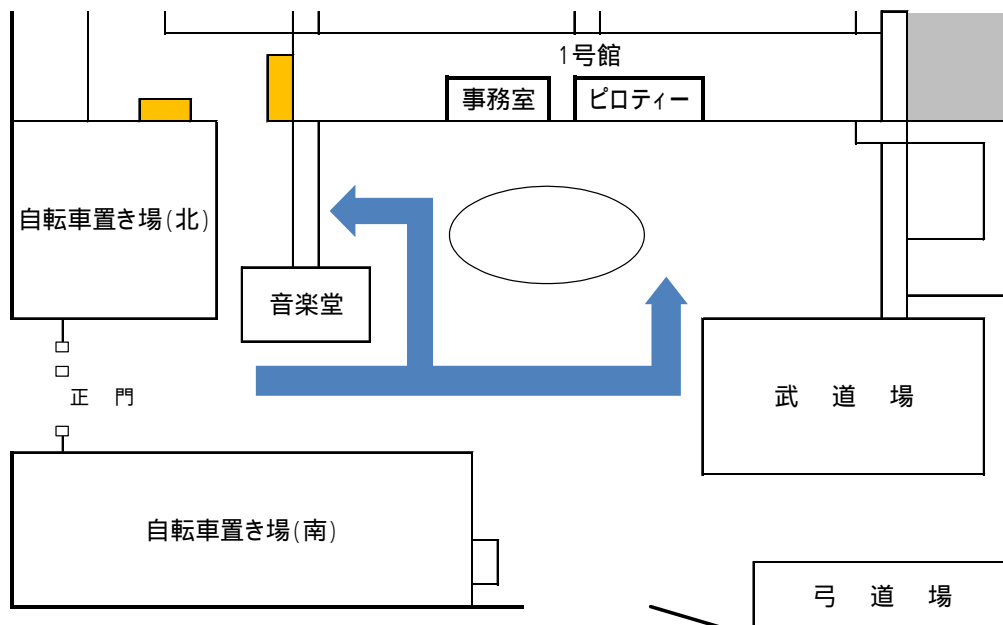 1号館
事務室
ピロティー
自転車置き場(北)
音楽堂
正 門
武 道 場
自転車置き場(南)
弓 道 場